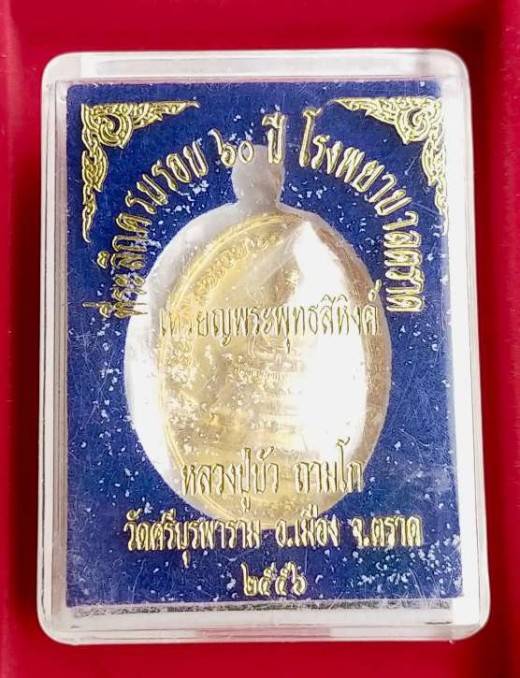 ที่ระลึกครบรอบ ๖๐ ปี โรงพยาบาลตราด
เหรียญพระพุทธสิหิงค์
หลวงปู่บัว ถามโก
วัดศรีบุรพาราม อ.เมือง จ.ตราด
๒๕๕๖